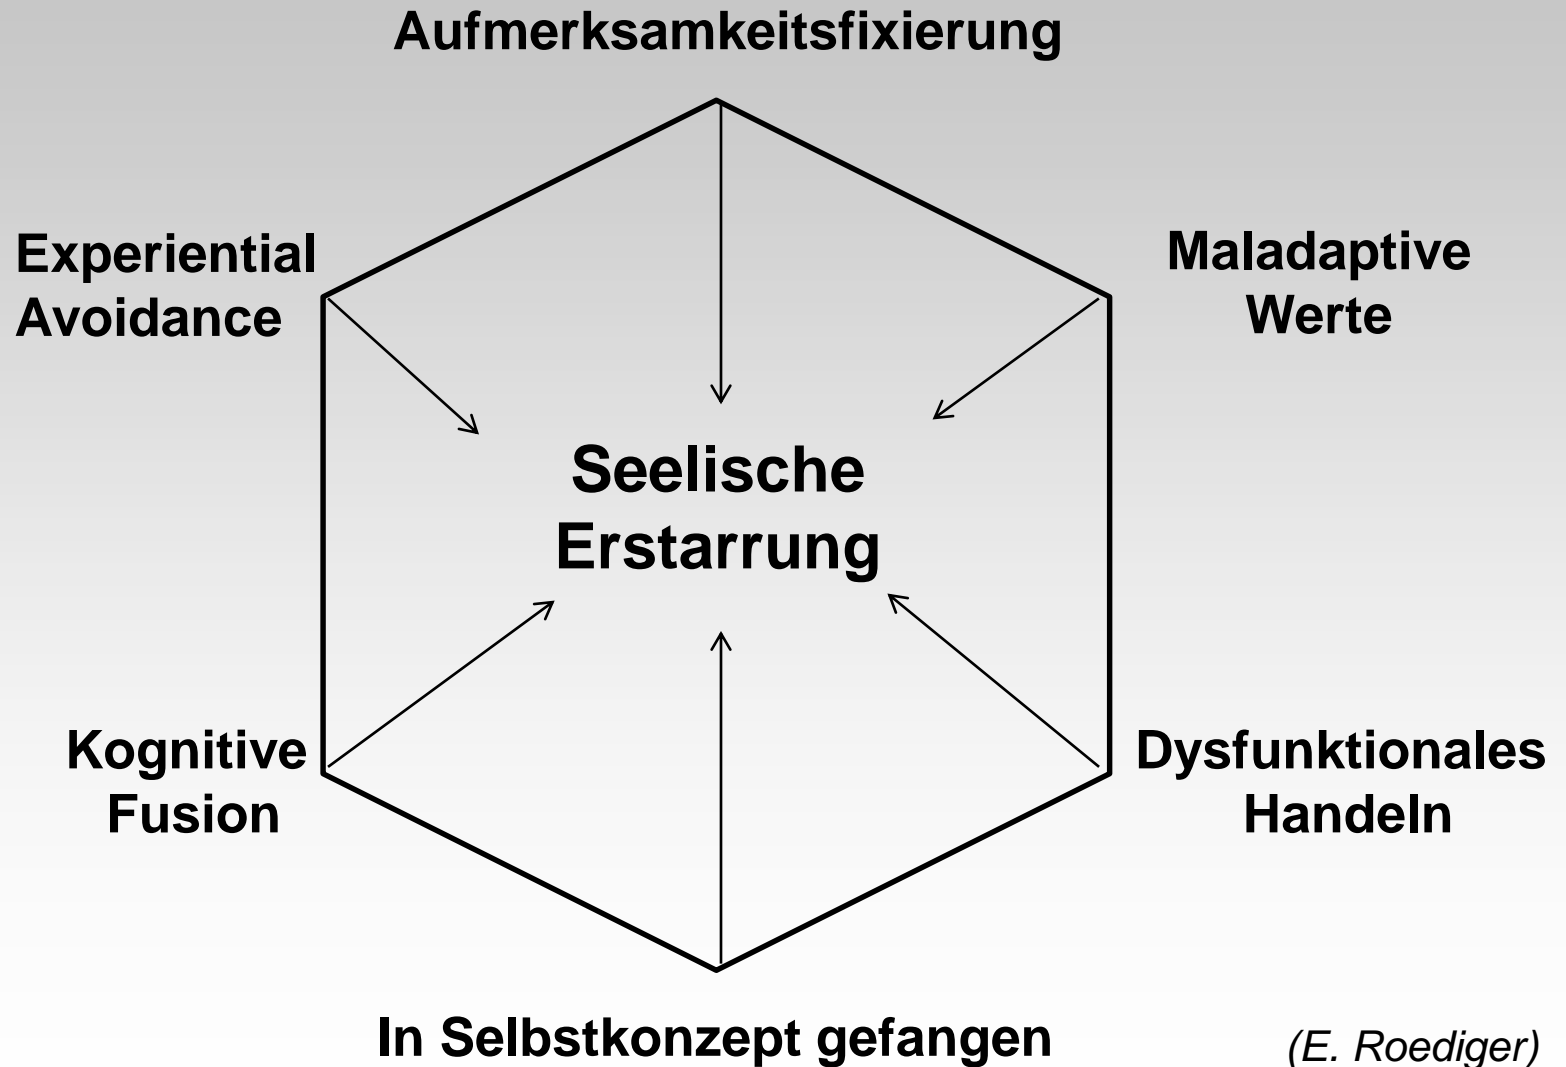 Aufmerksamkeitsfixierung
Experiential
Avoidance
Maladaptive
Werte
Seelische
Erstarrung
Kognitive
Fusion
Dysfunktionales
Handeln
In Selbstkonzept gefangen
(E. Roediger)